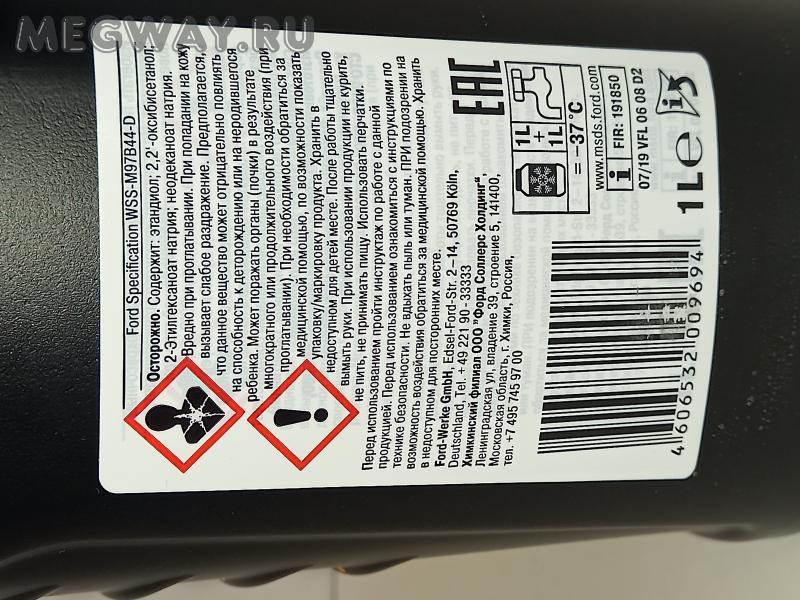 MEGWAY.RU
Ford Specification WSS-M97B44-D
Осторожно. Содержит: этандиол; 2,2'-оксибисетанол;
2-Этилгексаноат натрия; неодеканоат натрия.
Вредно при проглатывании. При попадании на кожу
вызывает слабое раздражение. Предполагается,
что данное вещество может отрицательно повлиять
на способность к деторождению или на неродившегося
ребенка. Может поражать органы (почки) в результате
многократного или продолжительного воздействия (при
проглатывании). При необходимости обратиться за
медицинской помощью, по возможности показать
упаковку/маркировку продукта. Хранить в
недоступном для детей месте. После работы тщательно
вымыть руки. При использовании продукции не курить,
не пить, не принимать пищу. Использовать перчатки.
Перед использованием пройти инструктаж по работе с данной
продукцией. Перед использованием ознакомиться с инструкциями по
технике безопасности. Не вдыхать пыль или туман. ПРИ подозрении на
возможность воздействия обратиться за медицинской помощью. Хранить
в недоступном для посторонних месте.
Ford-Werke GmbH, Edsel-Ford-Str. 2–14, 50769 Köln,
Deutschland, Tel. + 49 221 90 - 33333
Химкинский филиал ООО "Форд Соллерс Холдинг",
Ленинградская ул, владение 39, строение 5, 141400,
Московская область, г. Химки, Россия,
тел. +7 495 745 97 00
EAC
1L + 1L = –37°C
www.msds.ford.com
i FIR: 191850
07/19 VFL 06 08 D2
1L e i
4 606532 009694